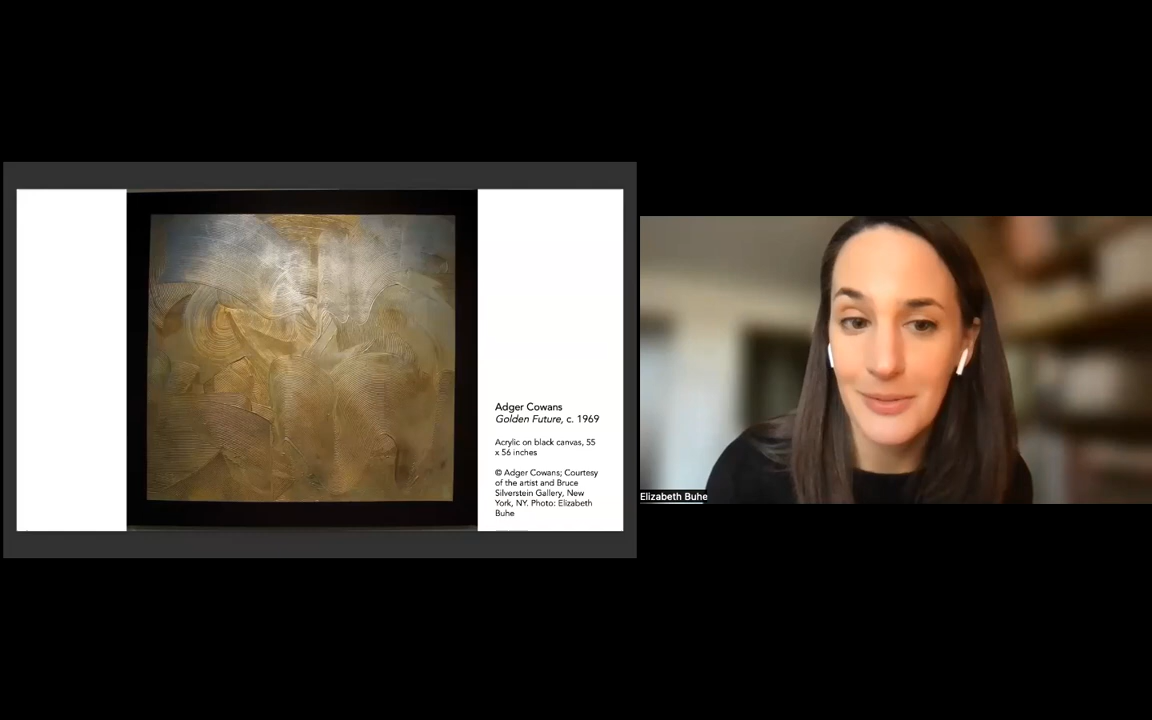 Adger Cowans
Golden Future, c. 1969
Acrylic on black canvas, 55
x 56 inches
© Adger Cowans; Courtesy
of the artist and Bruce
Silverstein Gallery, New
York, NY. Photo: Elizabeth
Buhe
Elizabeth Buhe